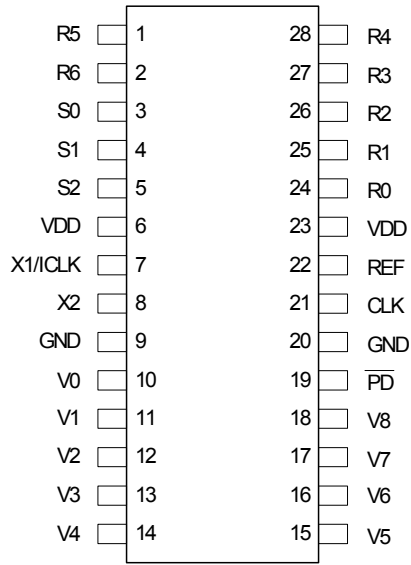 R5 1 28 R4
R6 2 27 R3
S0 3 26 R2
S1 4 25 R1
S2 5 24 R0
VDD 6 23 VDD
X1/ICLK 7 22 REF
X2 8 21 CLK
GND 9 20 GND
V0 10 19 P̅D̅
V1 11 18 V8
V2 12 17 V7
V3 13 16 V6
V4 14 15 V5